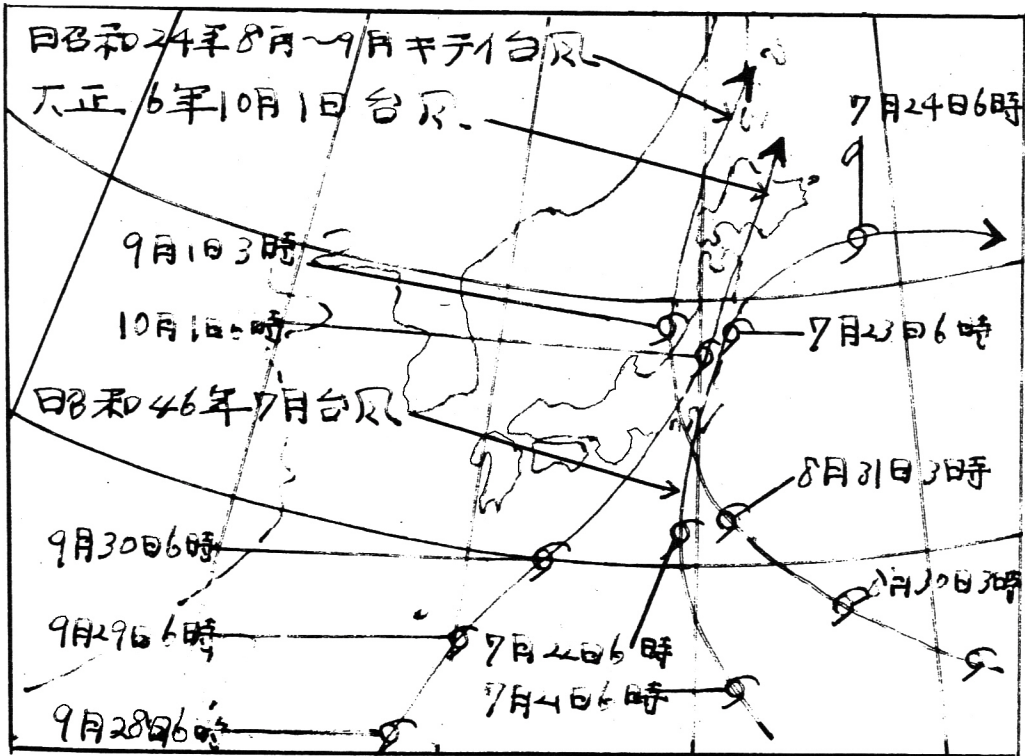 昭和24年8月~9月キテイ台風
大正6年10月1日台風
7月24日6時
9月1日3時
10月1日6時
7月23日6時
昭和46年7月台風
8月31日3時
9月30日6時
月30日3時
9月29日6時
7月22日6時
7月21日6時
9月28日6時